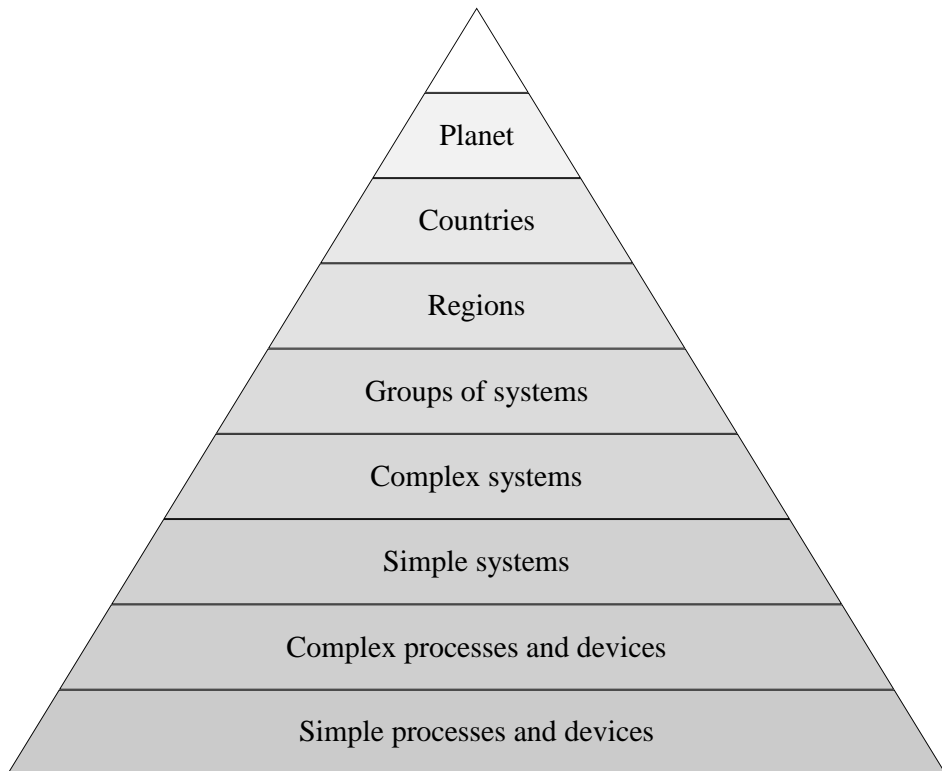 Planet
Countries
Regions
Groups of systems
Complex systems
Simple systems
Complex processes and devices
Simple processes and devices